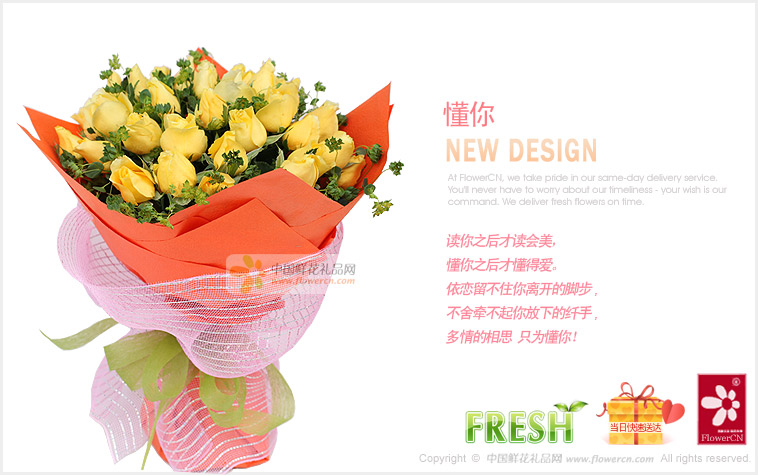 懂你
NEW DESIGN
At FlowerCN, we take pride in our same-day delivery service.
You'll never have to worry about our timeliness - your wish is our
command. We deliver fresh flowers on time.
读你之后才读会美，
懂你之后才懂得爱。
依恋留不住你离开的脚步，
不舍牵不起你放下的纤手，
多情的相思 只为懂你！
中国鲜花礼品网
www.flowercn.com
FRESH
当日快速送达
FlowerCN
Copyright © 中国鲜花礼品网 www.flowercn.com All rights reserved.